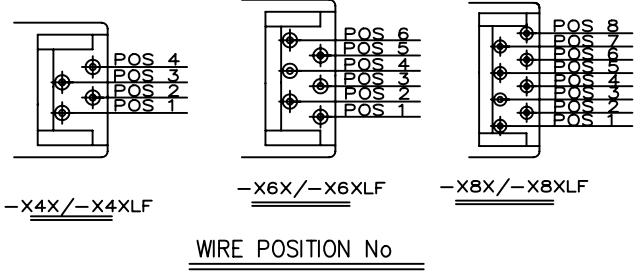 POS 4
POS 3
POS 2
POS 1
-X4X/-X4XLF
POS 6
POS 5
POS 4
POS 3
POS 2
POS 1
-X6X/-X6XLF
POS 8
POS 7
POS 6
POS 5
POS 4
POS 3
POS 2
POS 1
-X8X/-X8XLF
WIRE POSITION No